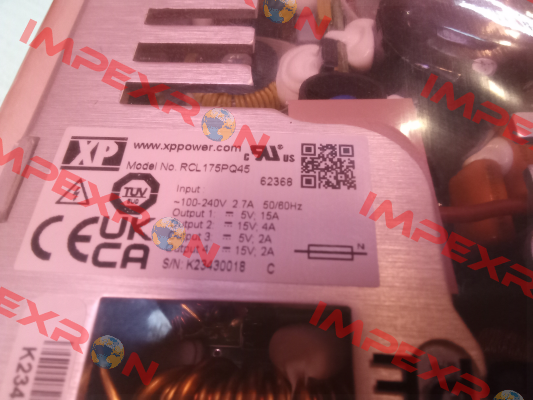 IMPEXRON
XP
www.xppower.com
c RU us
Model No. RCL175PQ45
62368
TUV
Input :
~100-240V 2.7A 50/60Hz
Output 1 = 5V, 15A
Output 2: = 15V, 4A
Output 3: = 5V, 2A
Output 4: = 15V, 2A
S/N: K23430018 C
CE UK CA
N
K234
IMPEXRON
IMPEXRON
IMPEXRON